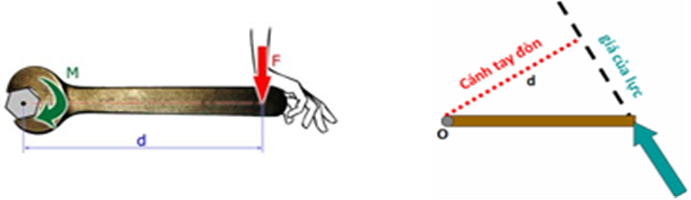 M
F
d
Cánh tay đòn
d
giá của lực
O